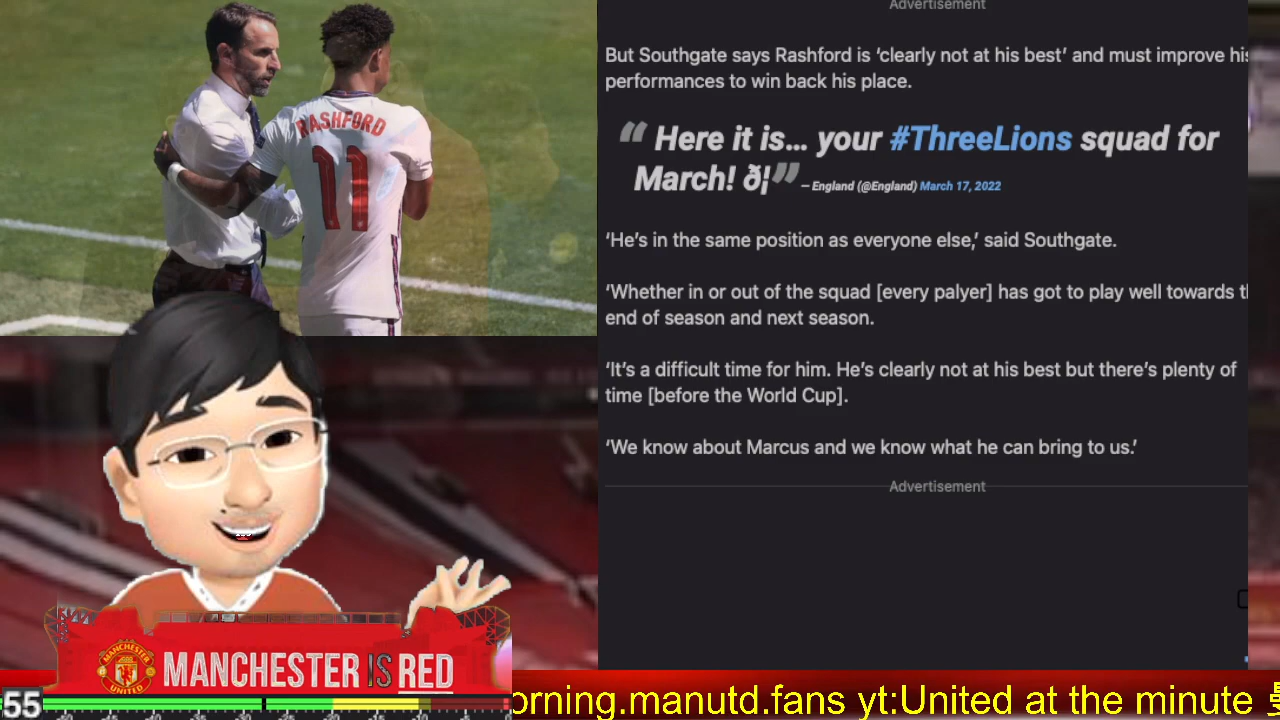 Advertisement
But Southgate says Rashford is ‘clearly not at his best’ and must improve his
performances to win back his place.
“ Here it is... your #ThreeLions squad for
March! ð¦” — England (@England) March 17, 2022
‘He’s in the same position as everyone else,’ said Southgate.
‘Whether in or out of the squad [every palyer] has got to play well towards t
end of season and next season.
‘It’s a difficult time for him. He’s clearly not at his best but there’s plenty of
time [before the World Cup].
‘We know about Marcus and we know what he can bring to us.’
Advertisement
RASHFORD
11
MANCHESTER
UNITED
MANCHESTER IS RED
55
orning.manutd.fans yt:United at the minute